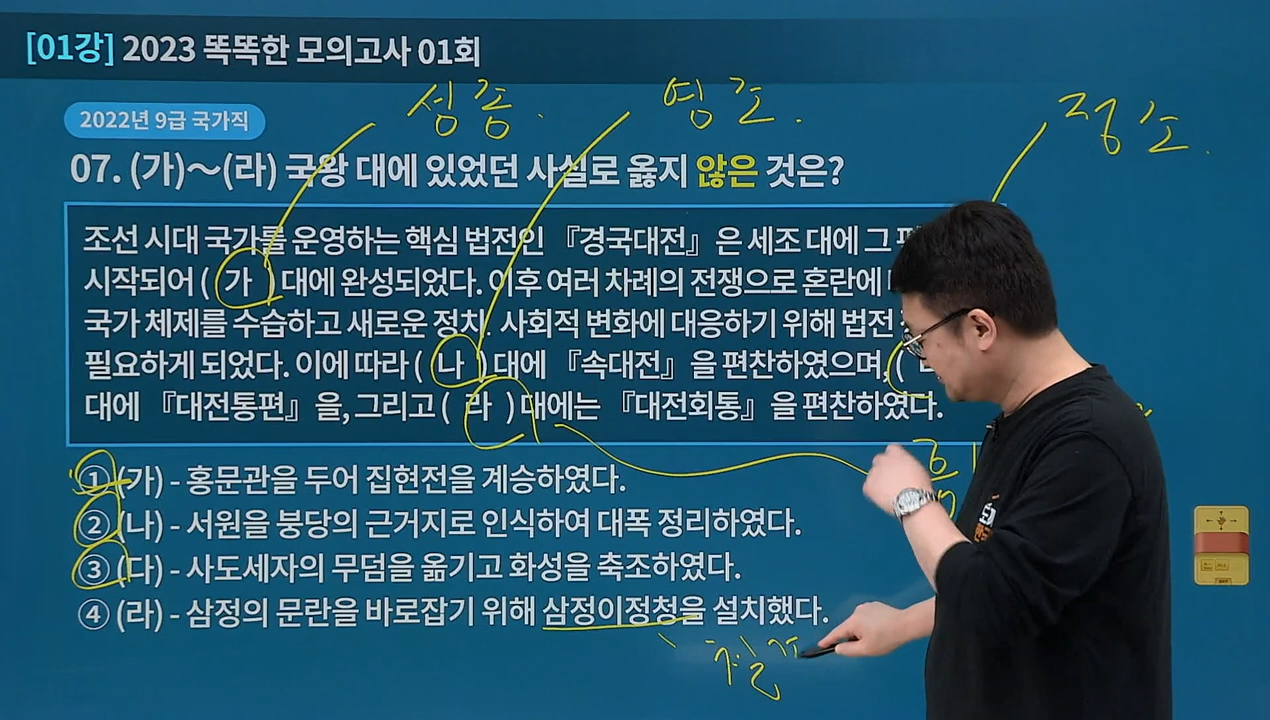 [01강] 2023 똑똑한 모의고사 01회
성종. 영조. 정조.
2022년 9급 국가직
07. (가)~(라) 국왕 대에 있었던 사실로 옳지 않은 것은?
조선 시대 국가를 운영하는 핵심 법전인 『경국대전』은 세조 대에 그
시작되어 ( 가 ) 대에 완성되었다. 이후 여러 차례의 전쟁으로 혼란에
국가 체제를 수습하고 새로운 정치. 사회적 변화에 대응하기 위해 법전
필요하게 되었다. 이에 따라 ( 나 ) 대에 『속대전』을 편찬하였으며, (
대에 『대전통편』을, 그리고 ( 라 ) 대에는 『대전회통』을 편찬하였다.
① (가) - 홍문관을 두어 집현전을 계승하였다.
② (나) - 서원을 붕당의 근거지로 인식하여 대폭 정리하였다.
③ (다) - 사도세자의 무덤을 옮기고 화성을 축조하였다.
④ (라) - 삼정의 문란을 바로잡기 위해 삼정이정청을 설치했다.
철